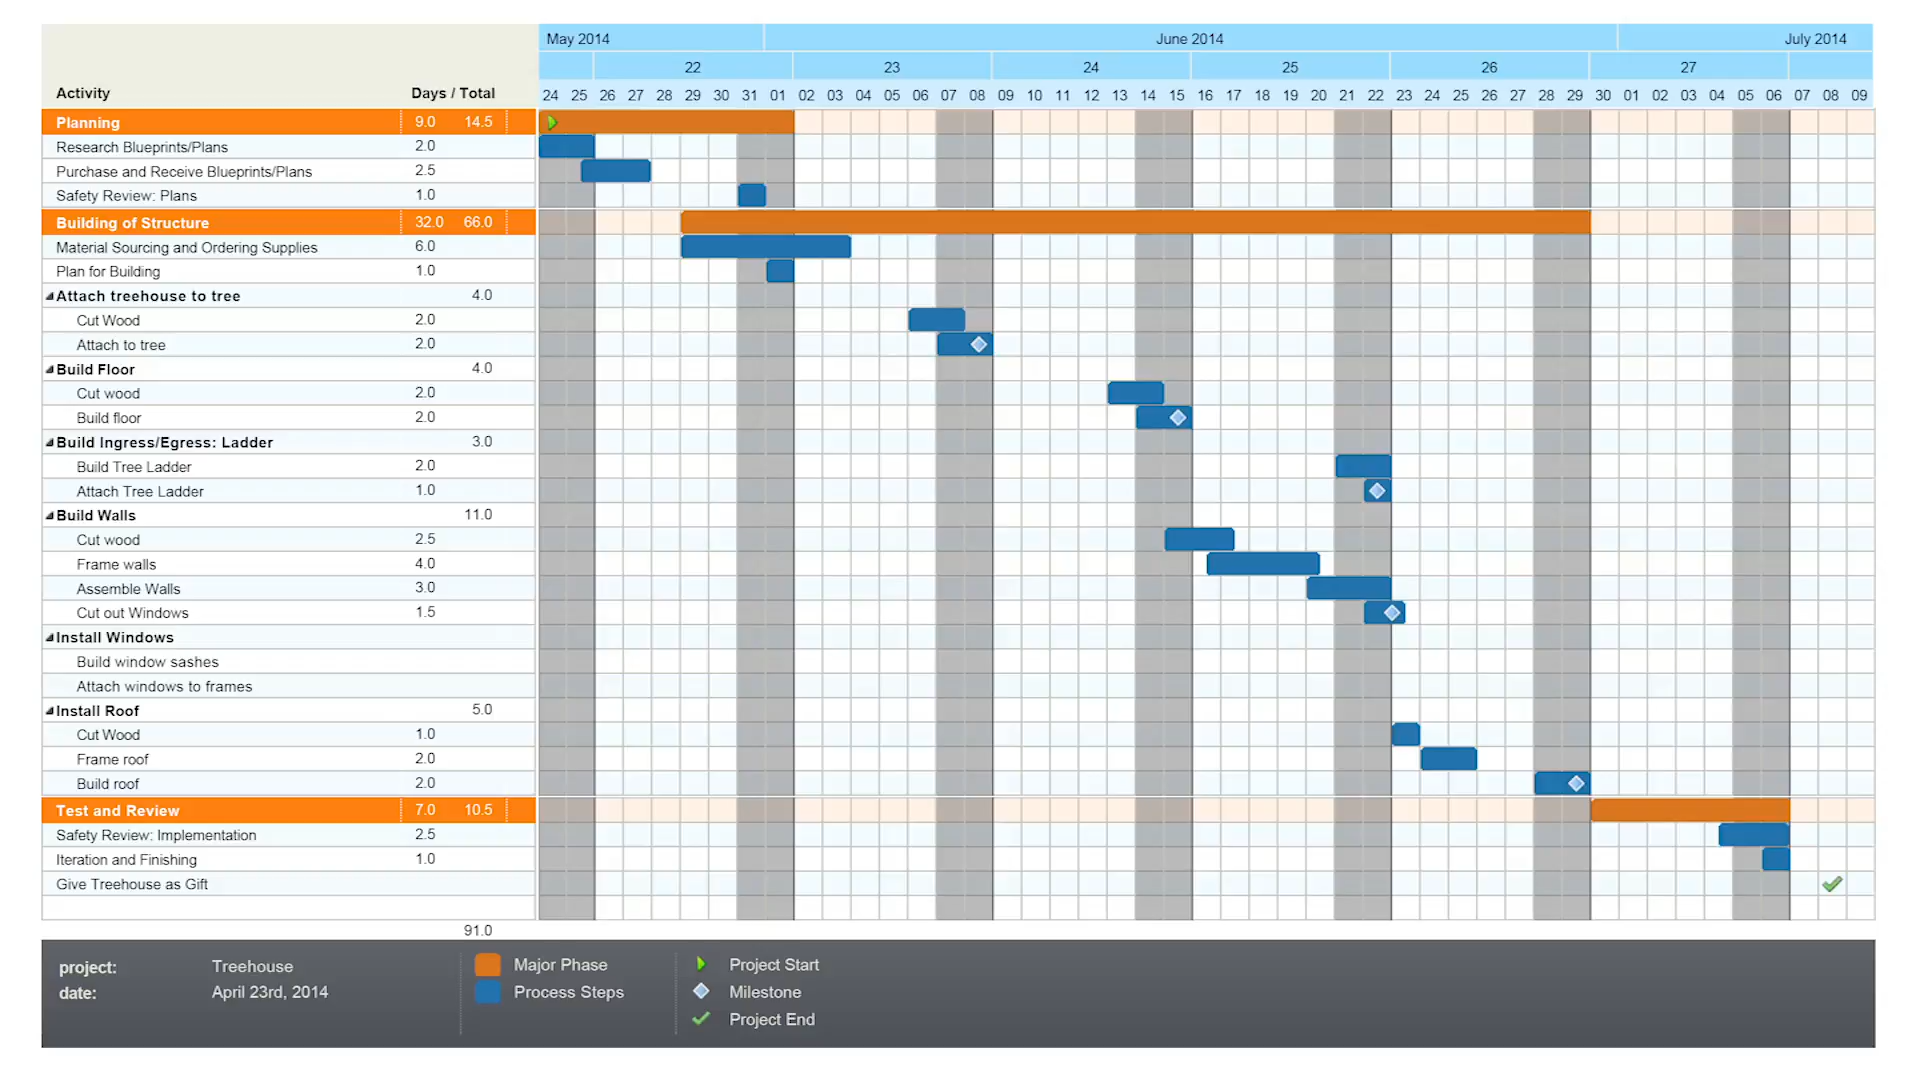 May 2014 June 2014 July 2014
22 23 24 25 26 27
Activity Days / Total 24 25 26 27 28 29 30 31 01 02 03 04 05 06 07 08 09 10 11 12 13 14 15 16 17 18 19 20 21 22 23 24 25 26 27 28 29 30 01 02 03 04 05 06 07 08 09
Planning 9.0 14.5
Research Blueprints/Plans 2.0
Purchase and Receive Blueprints/Plans 2.5
Safety Review: Plans 1.0
Building of Structure 32.0 66.0
Material Sourcing and Ordering Supplies 6.0
Plan for Building 1.0
Attach treehouse to tree 4.0
Cut Wood 2.0
Attach to tree 2.0
Build Floor 4.0
Cut wood 2.0
Build floor 2.0
Build Ingress/Egress: Ladder 3.0
Build Tree Ladder 2.0
Attach Tree Ladder 1.0
Build Walls 11.0
Cut wood 2.5
Frame walls 4.0
Assemble Walls 3.0
Cut out Windows 1.5
Install Windows
Build window sashes
Attach windows to frames
Install Roof 5.0
Cut Wood 1.0
Frame roof 2.0
Build roof 2.0
Test and Review 7.0 10.5
Safety Review: Implementation 2.5
Iteration and Finishing 1.0
Give Treehouse as Gift
91.0
project: Treehouse
date: April 23rd, 2014
Major Phase
Process Steps
Project Start
Milestone
Project End